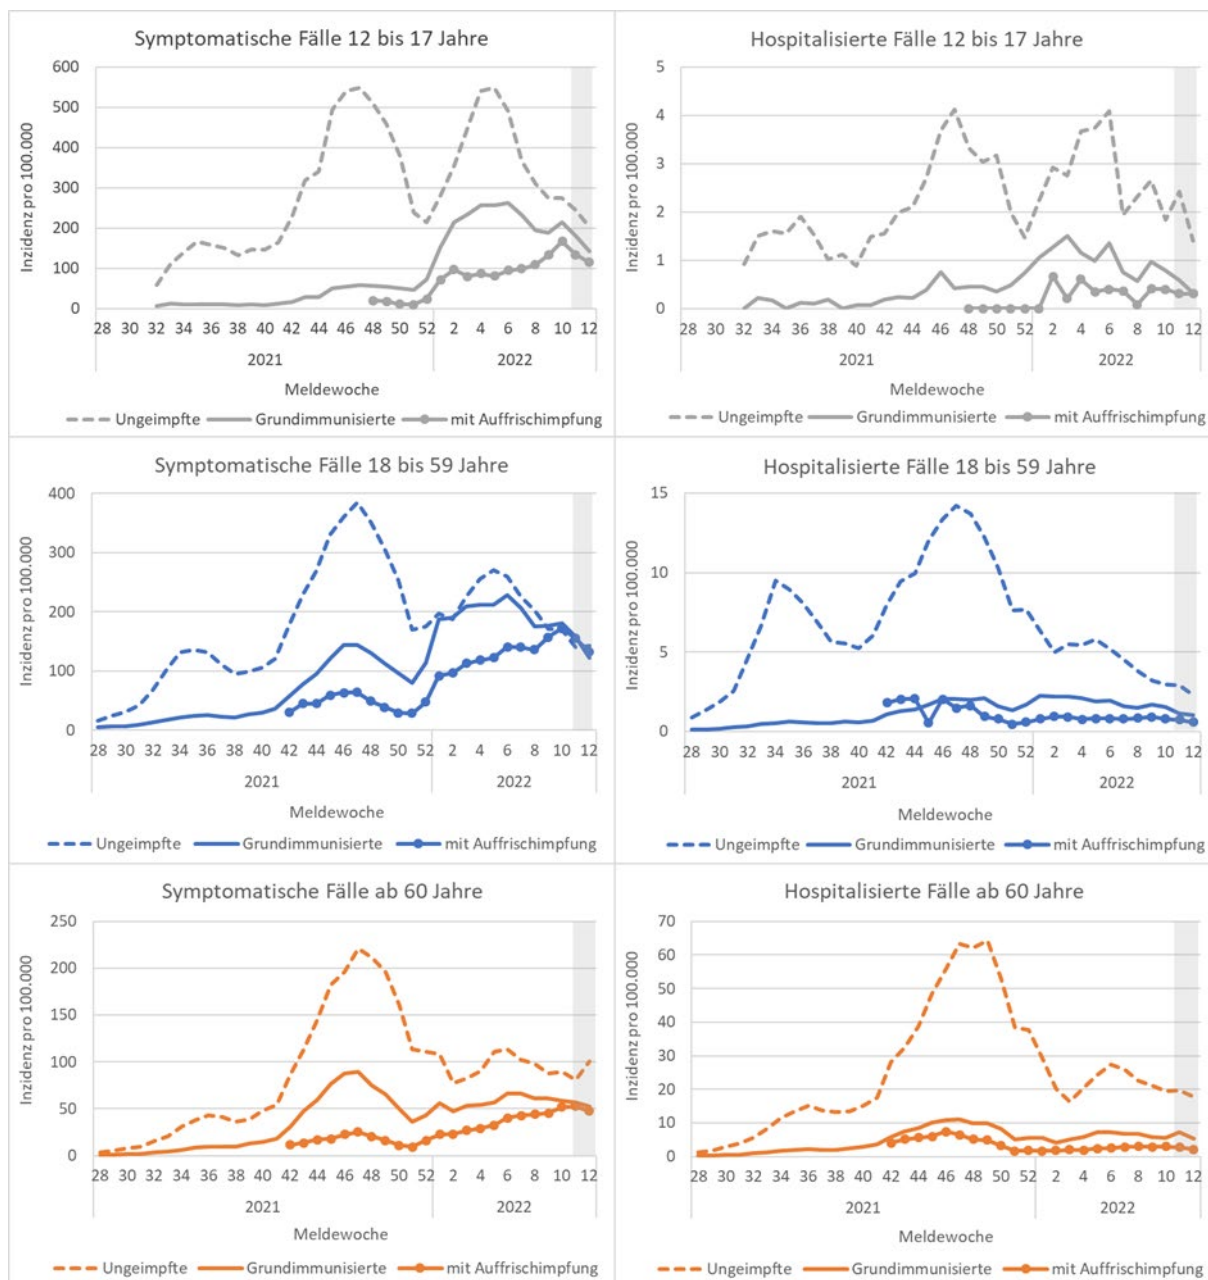 Symptomatische Fälle 12 bis 17 Jahre
Inzidenz pro 100.000
600
500
400
300
200
100
0
28 30 32 34 36 38 40 42 44 46 48 50 52 2 4 6 8 10 12
2021 2022
Meldewoche
Ungeimpfte Grundimmunisierte mit Auffrischimpfung
Hospitalisierte Fälle 12 bis 17 Jahre
Inzidenz pro 100.000
5
4
3
2
1
0
28 30 32 34 36 38 40 42 44 46 48 50 52 2 4 6 8 10 12
2021 2022
Meldewoche
Ungeimpfte Grundimmunisierte mit Auffrischimpfung
Symptomatische Fälle 18 bis 59 Jahre
Inzidenz pro 100.000
400
300
200
100
0
28 30 32 34 36 38 40 42 44 46 48 50 52 2 4 6 8 10 12
2021 2022
Meldewoche
Ungeimpfte Grundimmunisierte mit Auffrischimpfung
Hospitalisierte Fälle 18 bis 59 Jahre
Inzidenz pro 100.000
15
10
5
0
28 30 32 34 36 38 40 42 44 46 48 50 52 2 4 6 8 10 12
2021 2022
Meldewoche
Ungeimpfte Grundimmunisierte mit Auffrischimpfung
Symptomatische Fälle ab 60 Jahre
Inzidenz pro 100.000
250
200
150
100
50
0
28 30 32 34 36 38 40 42 44 46 48 50 52 2 4 6 8 10 12
2021 2022
Meldewoche
Ungeimpfte Grundimmunisierte mit Auffrischimpfung
Hospitalisierte Fälle ab 60 Jahre
Inzidenz pro 100.000
70
60
50
40
30
20
10
0
28 30 32 34 36 38 40 42 44 46 48 50 52 2 4 6 8 10 12
2021 2022
Meldewoche
Ungeimpfte Grundimmunisierte mit Auffrischimpfung